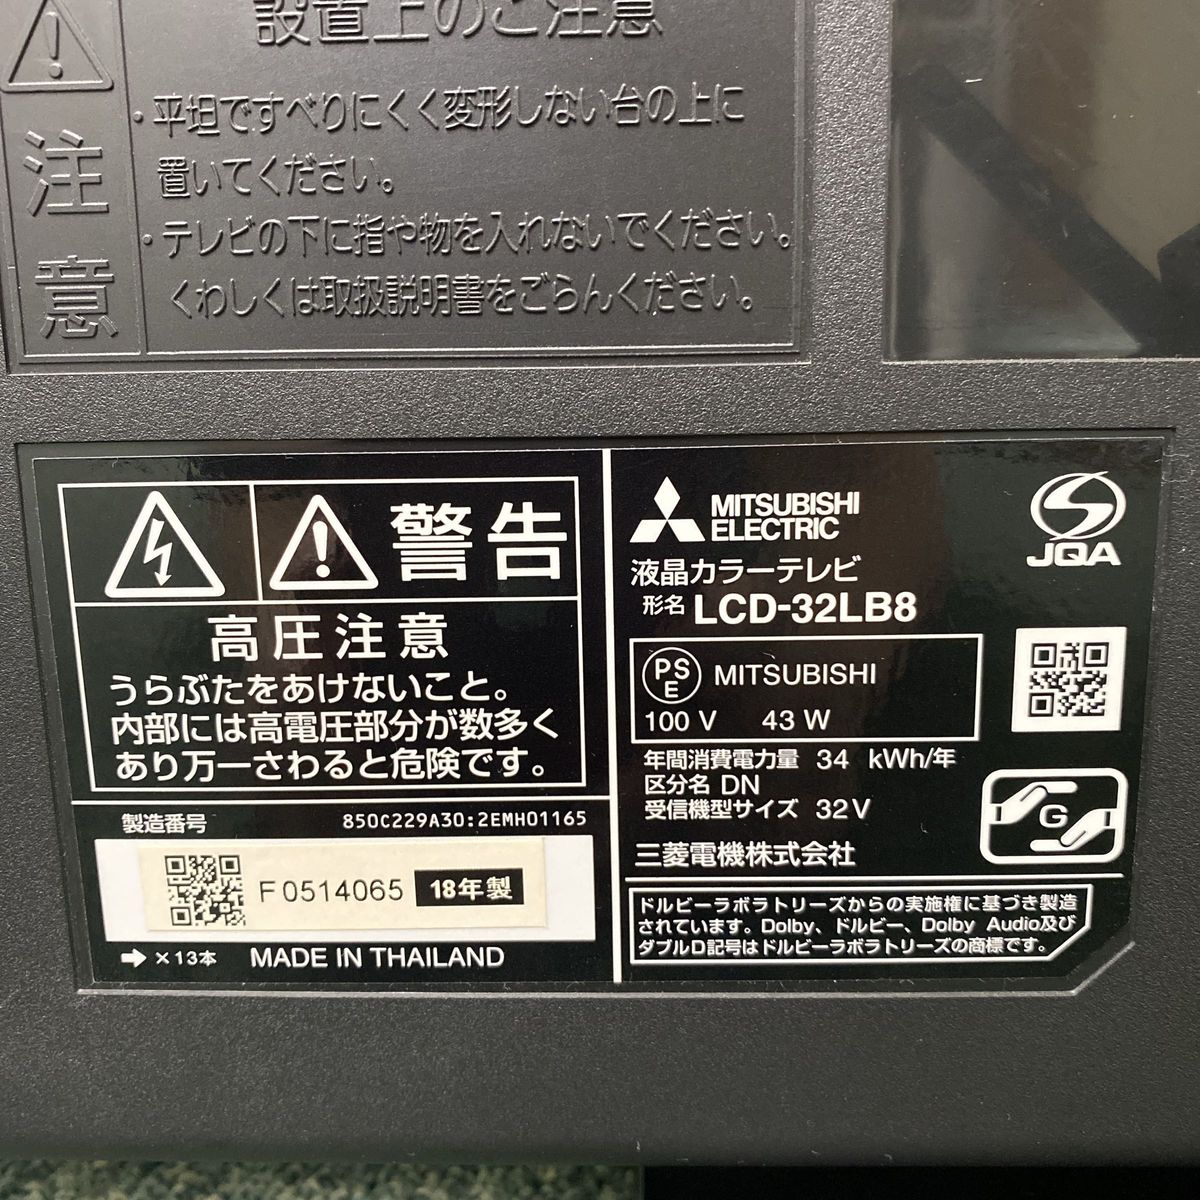 設置上のご注意
注意
・平坦ですべりにくく変形しない台の上に
置いてください。
・テレビの下に指や物を入れないでください。
くわしくは取扱説明書をごらんください。
警告
高圧注意
うらぶたをあけないこと。
内部には高電圧部分が数多く
あり万一さわると危険です。
製造番号 850C229A30:2EMH01165
F0514065 18年製
➡×13本 MADE IN THAILAND
MITSUBISHI
ELECTRIC
JQA
液晶カラーテレビ
形名 LCD-32LB8
PS
E
MITSUBISHI
100 V 43 W
年間消費電力量 34 kWh/年
区分名 DN
受信機型サイズ 32V
G
三菱電機株式会社
ドルビーラボラトリーズからの実施権に基づき製造
されています。Dolby、ドルビー、Dolby Audio及び
ダブルD記号はドルビーラボラトリーズの商標です。